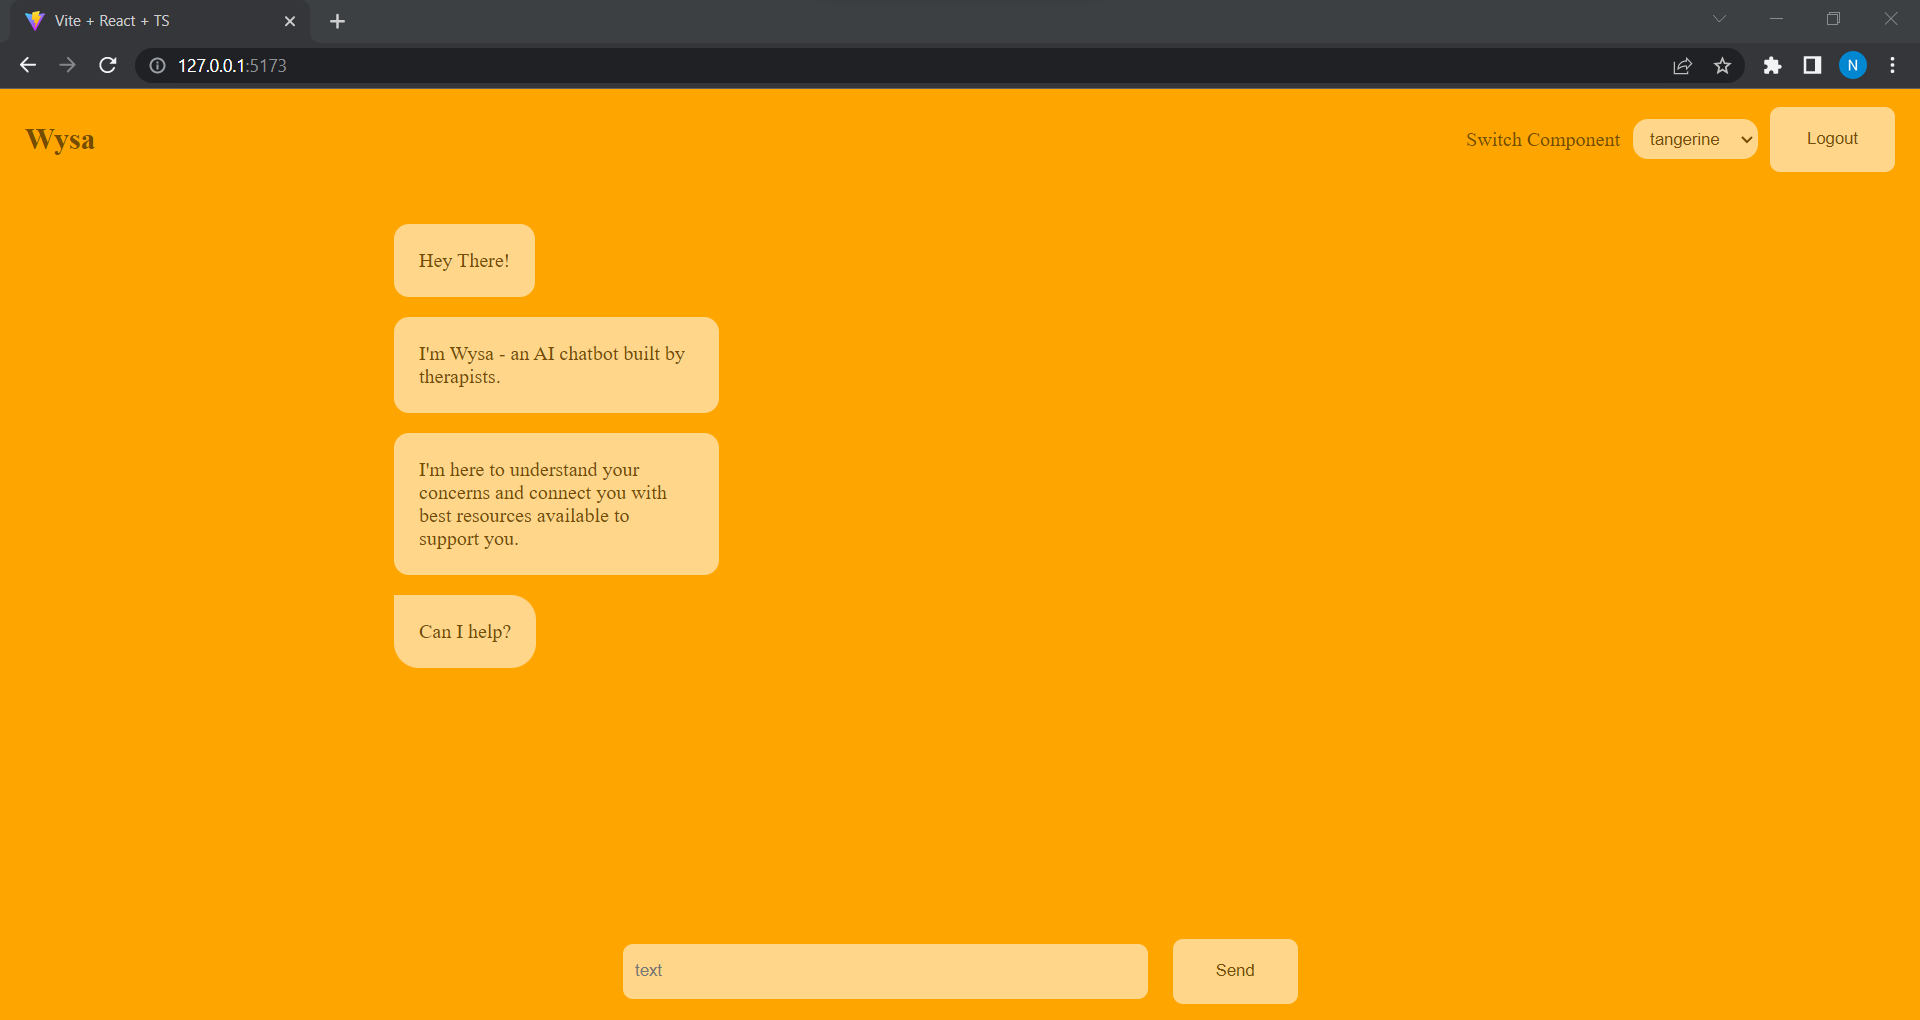 Vite + React + TS
127.0.0.1:5173
N
Wysa
Switch Component
tangerine
Logout
Hey There!
I'm Wysa - an AI chatbot built by
therapists.
I'm here to understand your
concerns and connect you with
best resources available to
support you.
Can I help?
text
Send